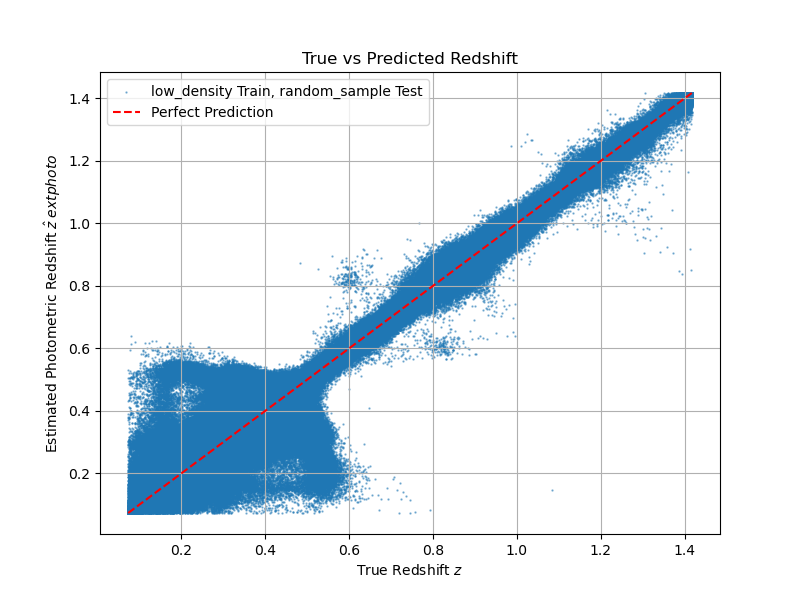 True vs Predicted Redshift
low_density Train, random_sample Test
Perfect Prediction
Estimated Photometric Redshift ẑ extphoto
1.4
1.2
1.0
0.8
0.6
0.4
0.2
0.2 0.4 0.6 0.8 1.0 1.2 1.4
True Redshift z